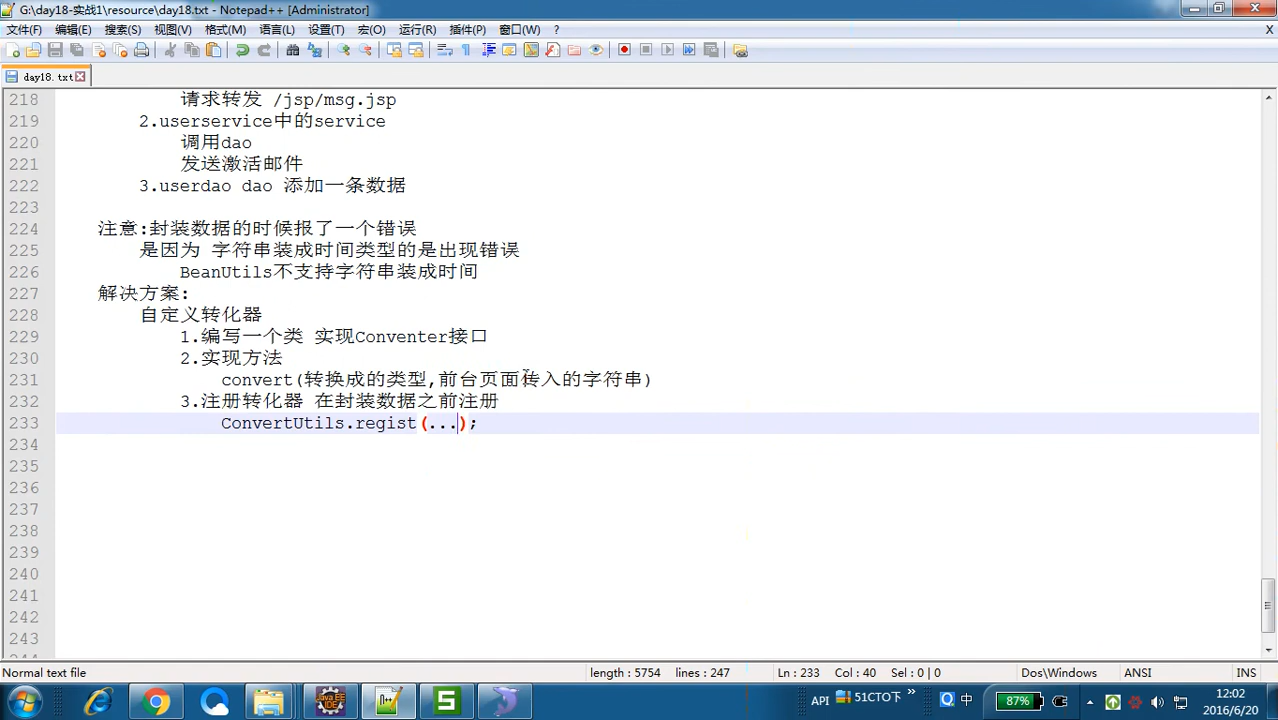 G:\day18-实战1\resource\day18.txt - Notepad++ [Administrator]
文件(F) 编辑(E) 搜索(S) 视图(V) 格式(M) 语言(L) 设置(T) 宏(O) 运行(R) 插件(P) 窗口(W) ? X
day18.txt
218 请求转发 /jsp/msg.jsp
219 2.userservice中的service
220 调用dao
221 发送激活邮件
222 3.userdao dao 添加一条数据
223
224 注意:封装数据的时候报了一个错误
225 是因为 字符串装成时间类型的是出现错误
226 BeanUtils不支持字符串装成时间
227 解决方案:
228 自定义转化器
229 1.编写一个类 实现Conventer接口
230 2.实现方法
231 convert(转换成的类型,前台页面传入的字符串)
232 3.注册转化器 在封装数据之前注册
233 ConvertUtils.regist(...);
234
235
236
237
238
239
240
241
242
243
Normal text file length : 5754 lines : 247 Ln : 233 Col : 40 Sel : 0 | 0 Dos\Windows ANSI INS
Java EE IDE
N++
S
API 51CTO下 » 中 87% 12:02
2016/6/20